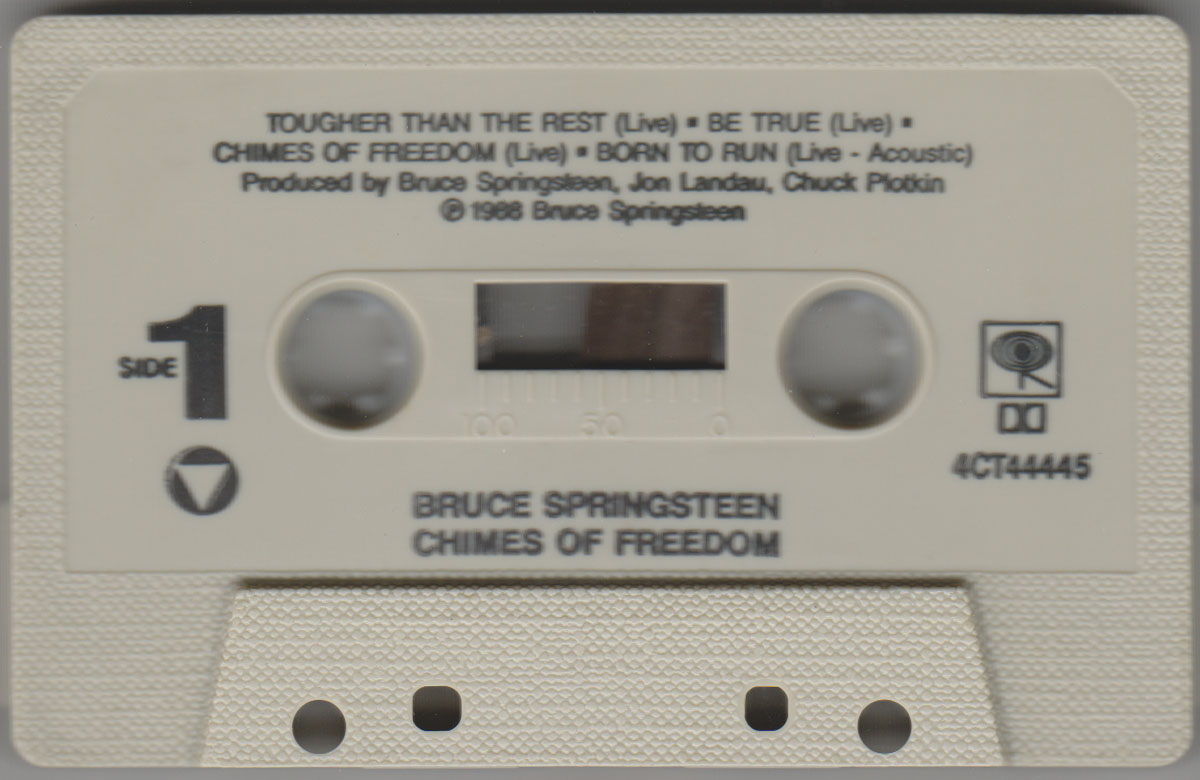 TOUGHER THAN THE REST (Live) ▪ BE TRUE (Live) ▪
CHIMES OF FREEDOM (Live) ▪ BORN TO RUN (Live - Acoustic)
Produced by Bruce Springsteen, Jon Landau, Chuck Plotkin
℗ 1988 Bruce Springsteen
SIDE 1
100 50 0
4CT44445
BRUCE SPRINGSTEEN
CHIMES OF FREEDOM